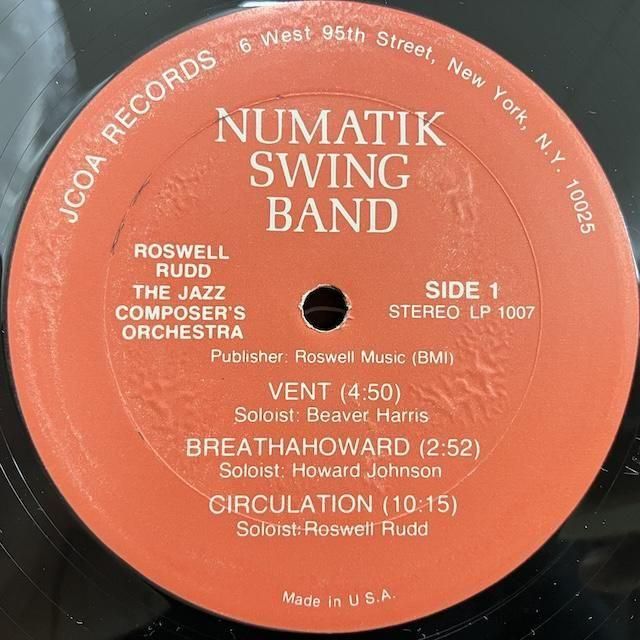 JCOA RECORDS 6 West 95th Street, New York, N.Y. 10025
NUMATIK
SWING
BAND
ROSWELL
RUDD
THE JAZZ
COMPOSER'S
ORCHESTRA
SIDE 1
STEREO LP 1007
Publisher: Roswell Music (BMI)
VENT (4:50)
Soloist: Beaver Harris
BREATHAHOWARD (2:52)
Soloist: Howard Johnson
CIRCULATION (10:15)
Soloist: Roswell Rudd
Made in U.S.A.